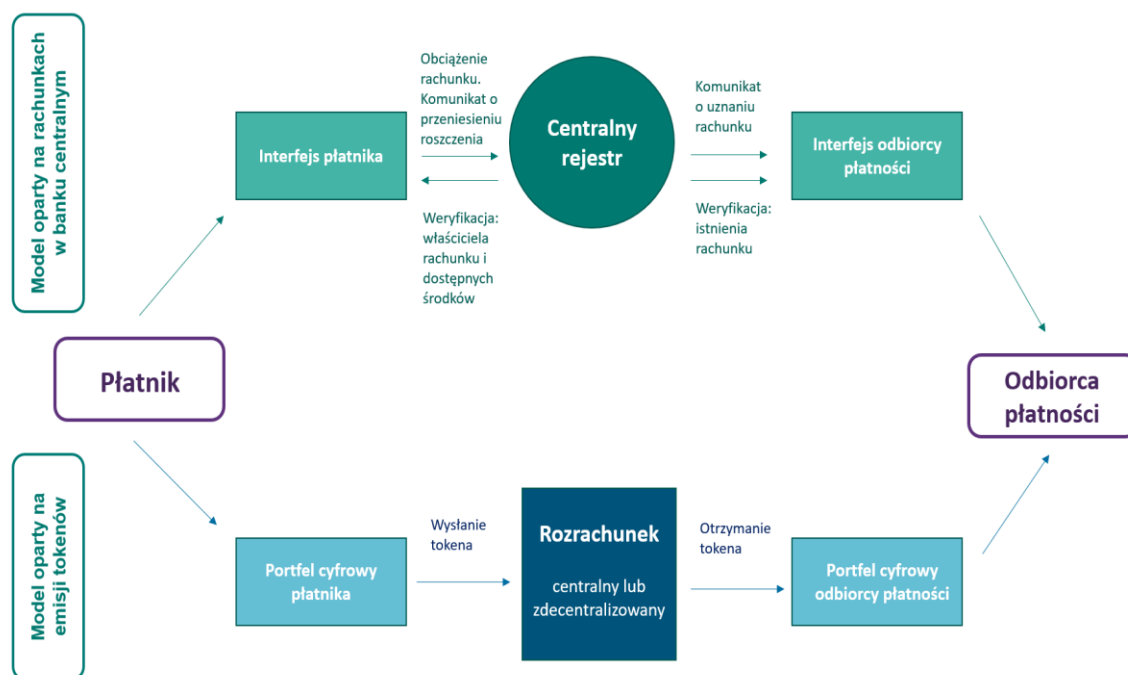 Model oparty na rachunkach
w banku centralnym
Obciążenie
rachunku.
Komunikat o
przeniesieniu
roszczenia
Komunikat
o uznaniu
rachunku
Interfejs płatnika
Centralny
rejestr
Interfejs odbiorcy
płatności
Weryfikacja:
właściciela
rachunku i
dostępnych
środków
Weryfikacja:
istnienia
rachunku
Płatnik
Odbiorca
płatności
Model oparty na
emisji tokenów
Wysłanie
tokena
Rozrachunek
centralny lub
zdecentralizowany
Otrzymanie
tokena
Portfel cyfrowy
płatnika
Portfel cyfrowy
odbiorcy płatności